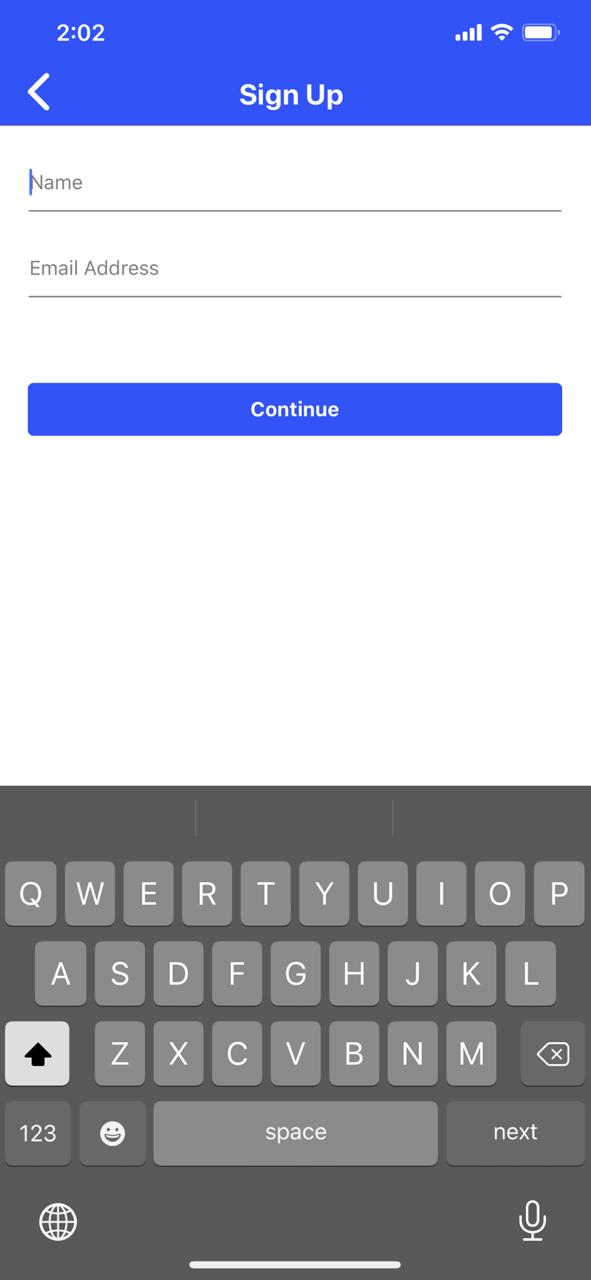 2:02
Sign Up
Name
Email Address
Continue
Q W E R T Y U I O P
A S D F G H J K L
Z X C V B N M
123 space next